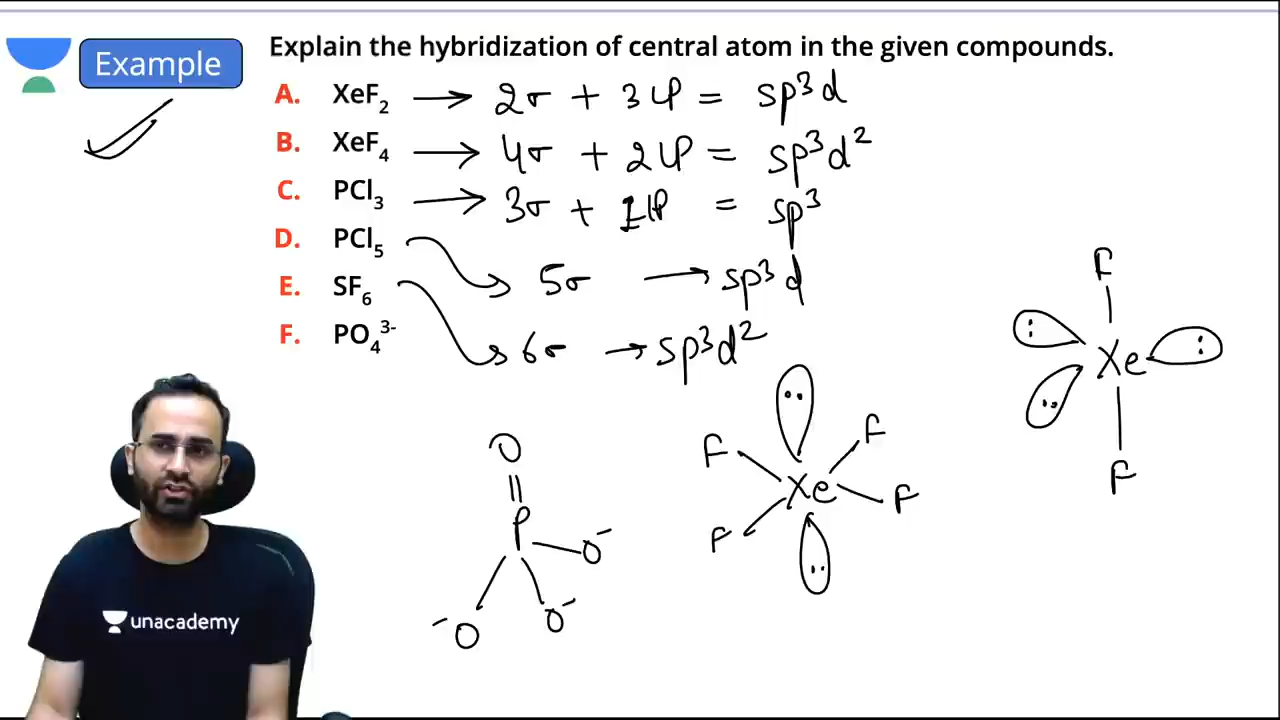 Example
Explain the hybridization of central atom in the given compounds.
A. XeF₂ → 2σ + 3lp = sp³d
B. XeF₄ → 4σ + 2lp = sp³d²
C. PCl₃ → 3σ + 1lp = sp³
D. PCl₅ → 5σ → sp³d
E. SF₆ → 6σ → sp³d²
F. PO₄³⁻
F
Xe
F
O
P
O⁻
O⁻
⁻O
F F
Xe
F F
unacademy